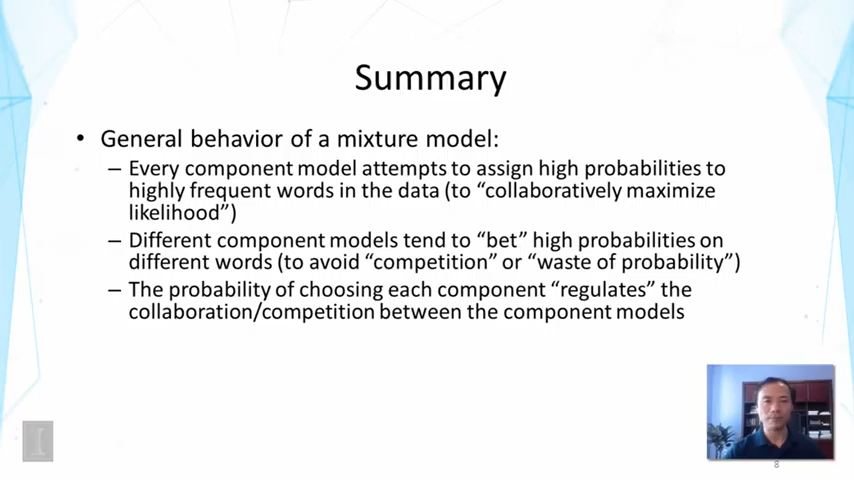 Summary
• General behavior of a mixture model:
– Every component model attempts to assign high probabilities to
highly frequent words in the data (to “collaboratively maximize
likelihood”)
– Different component models tend to “bet” high probabilities on
different words (to avoid “competition” or “waste of probability”)
– The probability of choosing each component “regulates” the
collaboration/competition between the component models
I
8